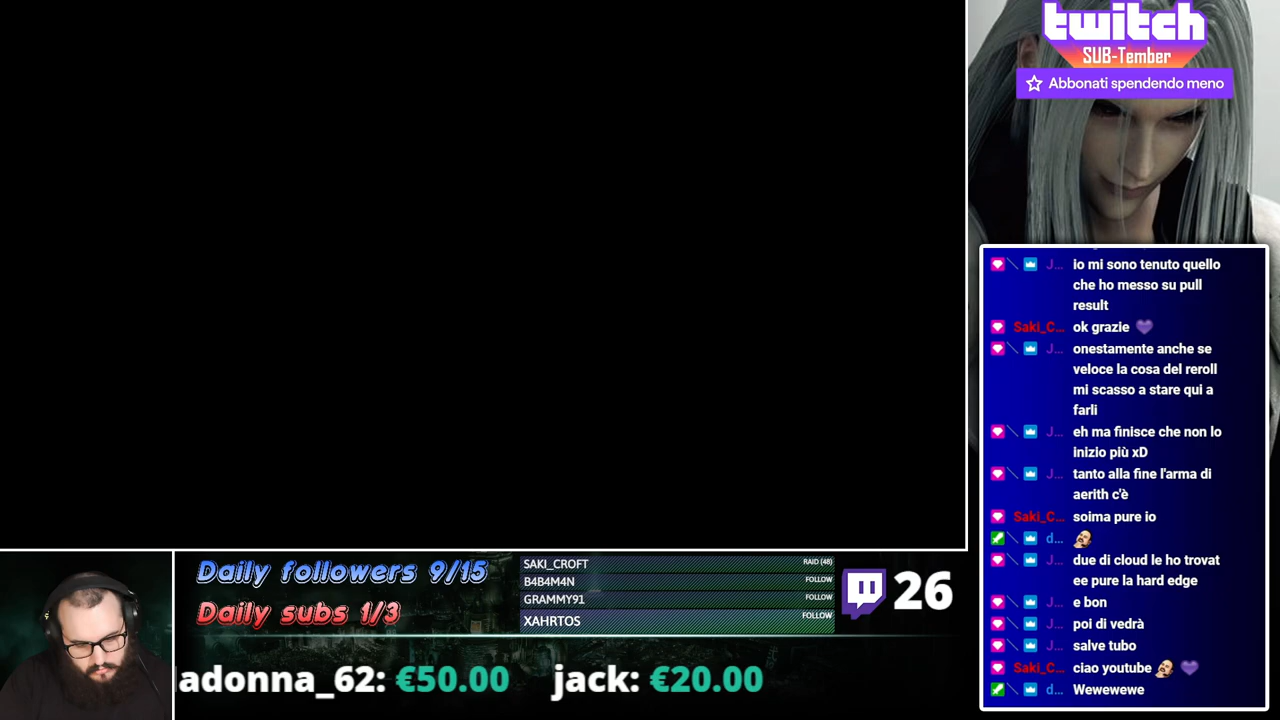 twitch
SUB-Tember
Abbonati spendendo meno
J... io mi sono tenuto quello
che ho messo su pull
result
Saki_C... ok grazie
J... onestamente anche se
veloce la cosa del reroll
mi scasso a stare qui a
farli
J... eh ma finisce che non lo
inizio più xD
J... tanto alla fine l'arma di
aerith c'è
Saki_C... soima pure io
d...
J... due di cloud le ho trovat
ee pure la hard edge
J... e bon
J... poi di vedrà
J... salve tubo
Saki_C... ciao youtube
d... Wewewewe
Daily followers 9/15
Daily subs 1/3
SAKI_CROFT RAID (48)
B4B4M4N FOLLOW
GRAMMY91 FOLLOW
XAHRTOS FOLLOW
26
adonna_62: €50.00 jack: €20.00